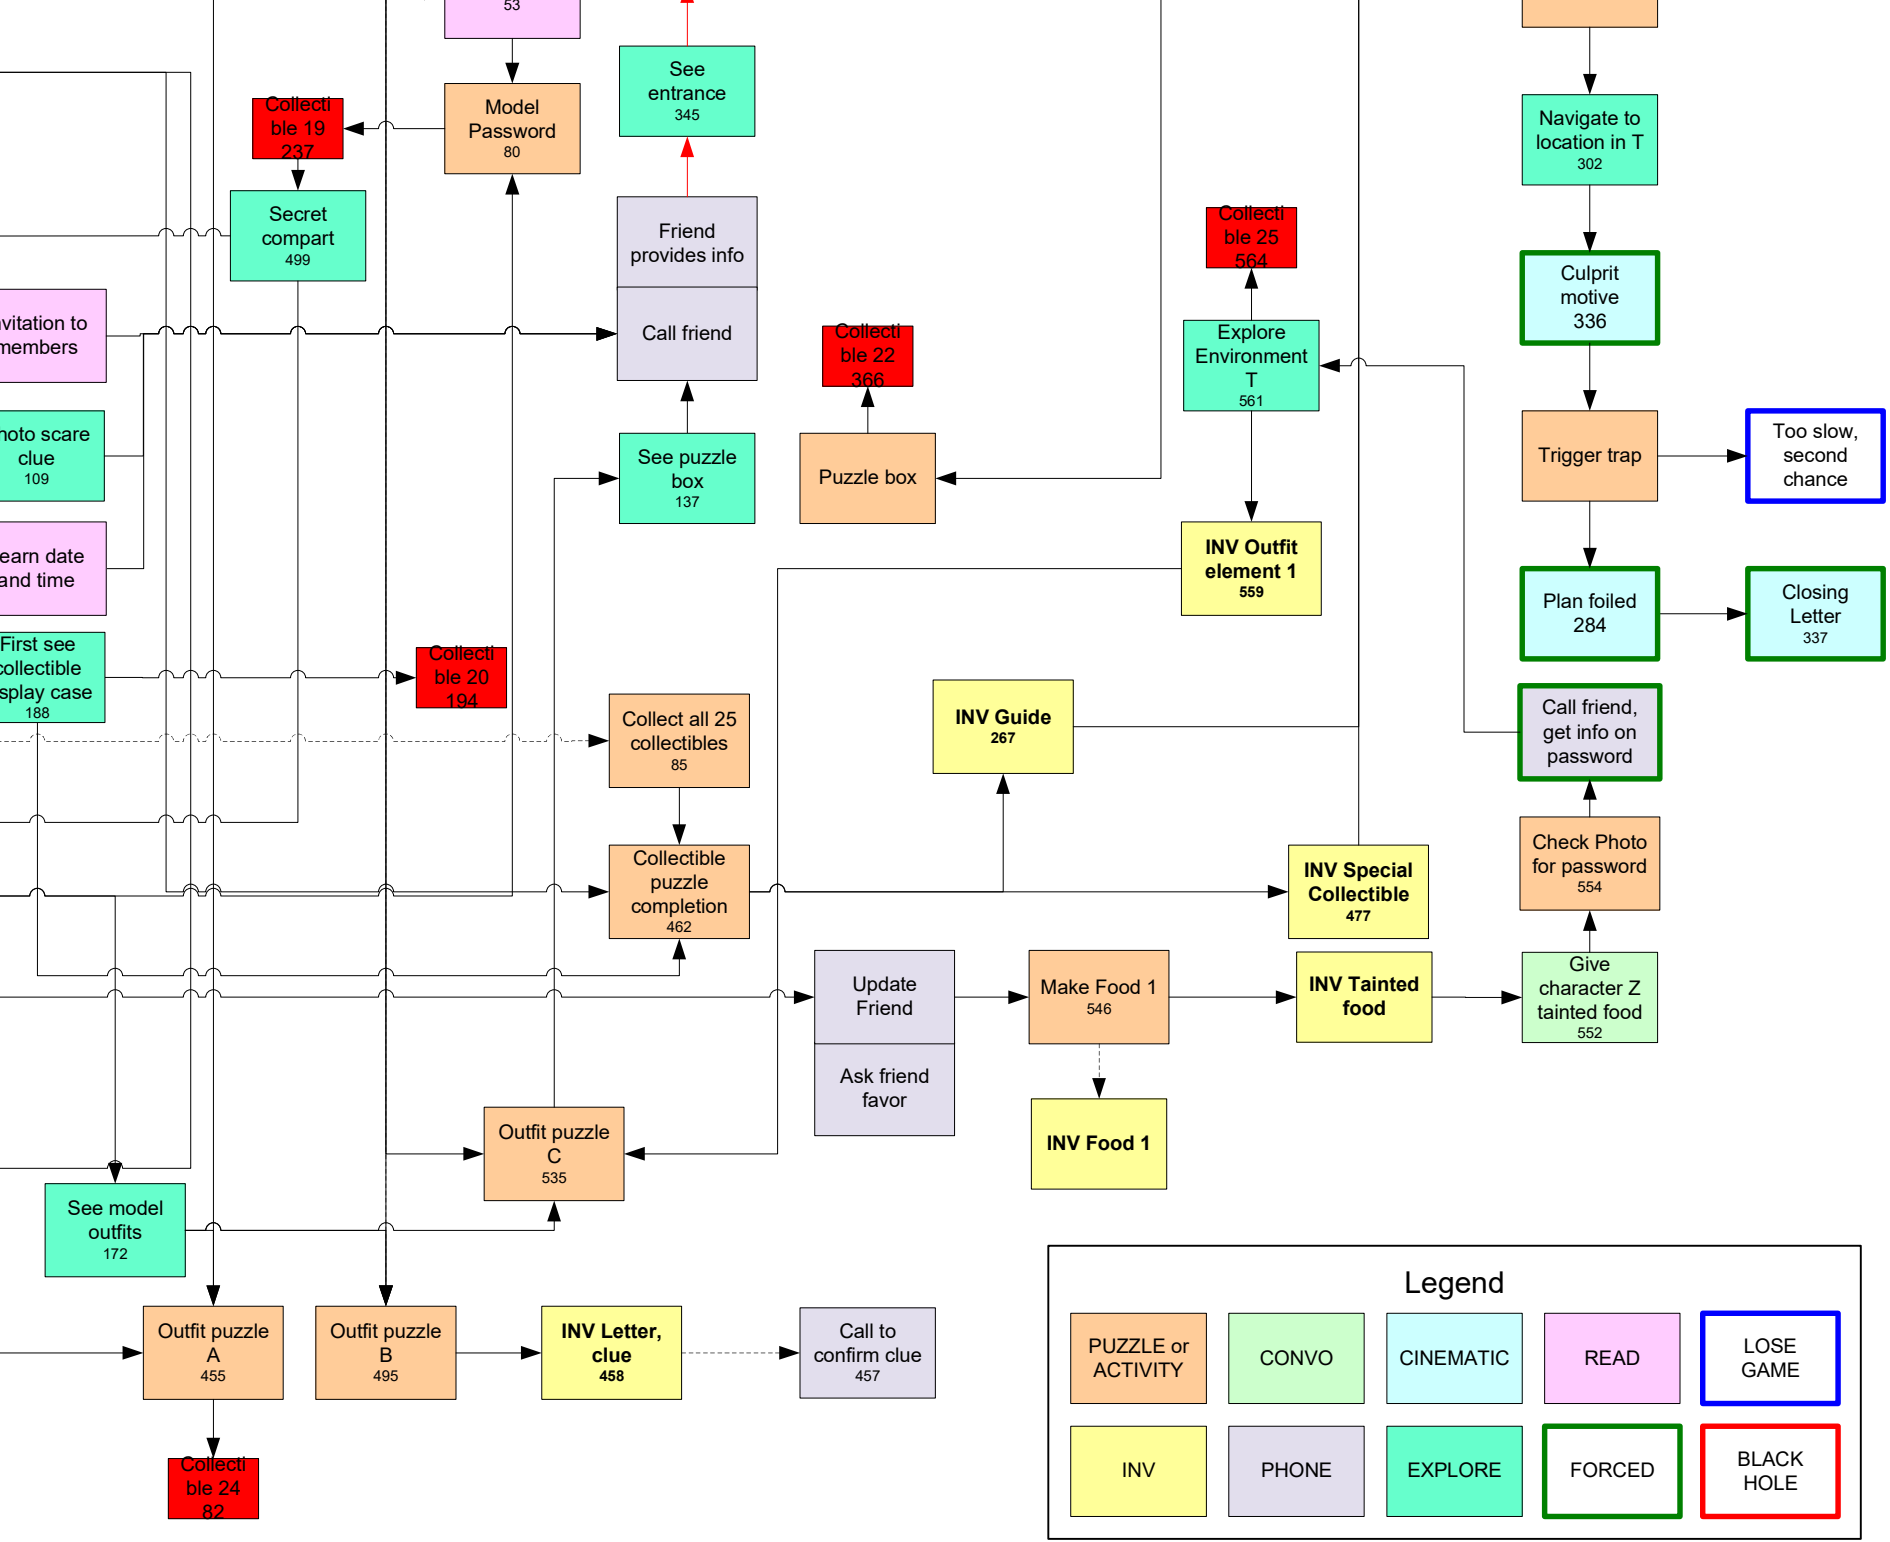 53
See
entrance
345
Model
Password
80
Collecti
ble 19
237
Navigate to
location in T
302
Secret
compart
499
Friend
provides info
Call friend
Collecti
ble 25
564
Culprit
motive
336
vitation to
members
Collecti
ble 22
366
Explore
Environment
T
561
hoto scare
clue
109
See puzzle
box
137
Puzzle box
Trigger trap
Too slow,
second
chance
earn date
and time
INV Outfit
element 1
559
Plan foiled
284
Closing
Letter
337
First see
collectible
splay case
188
Collecti
ble 20
194
Collect all 25
collectibles
85
INV Guide
267
Call friend,
get info on
password
Collectible
puzzle
completion
462
INV Special
Collectible
477
Check Photo
for password
554
Update
Friend
Ask friend
favor
Make Food 1
546
INV Tainted
food
Give
character Z
tainted food
552
INV Food 1
Outfit puzzle
C
535
See model
outfits
172
Outfit puzzle
A
455
Outfit puzzle
B
495
INV Letter,
clue
458
Call to
confirm clue
457
Collecti
ble 24
82
Legend
PUZZLE or
ACTIVITY
CONVO
CINEMATIC
READ
LOSE
GAME
INV
PHONE
EXPLORE
FORCED
BLACK
HOLE